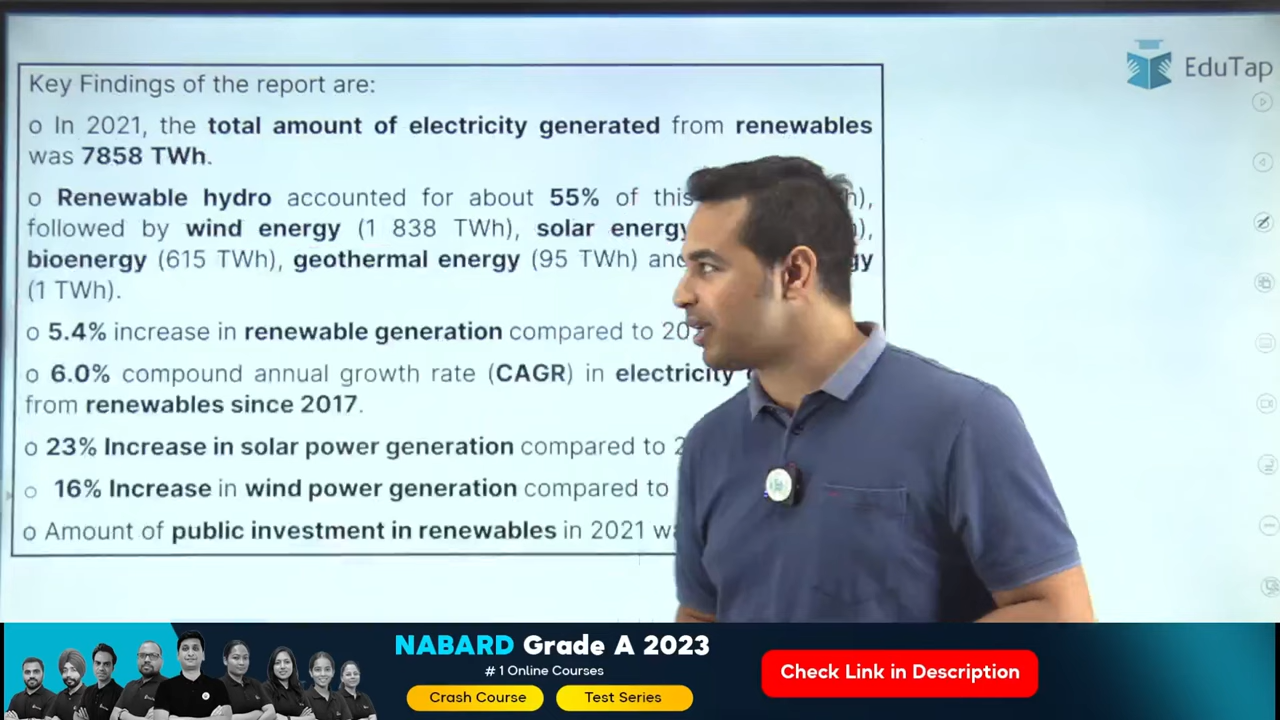 EduTap
Key Findings of the report are:
o In 2021, the total amount of electricity generated from renewables
was 7858 TWh.
o Renewable hydro accounted for about 55% of this
followed by wind energy (1 838 TWh), solar energy
bioenergy (615 TWh), geothermal energy (95 TWh)
(1 TWh).
o 5.4% increase in renewable generation compared to
o 6.0% compound annual growth rate (CAGR) in electricity
from renewables since 2017.
o 23% Increase in solar power generation compared to
o 16% Increase in wind power generation compared to
o Amount of public investment in renewables in 2021
NABARD Grade A 2023
# 1 Online Courses
Crash Course Test Series
Check Link in Description